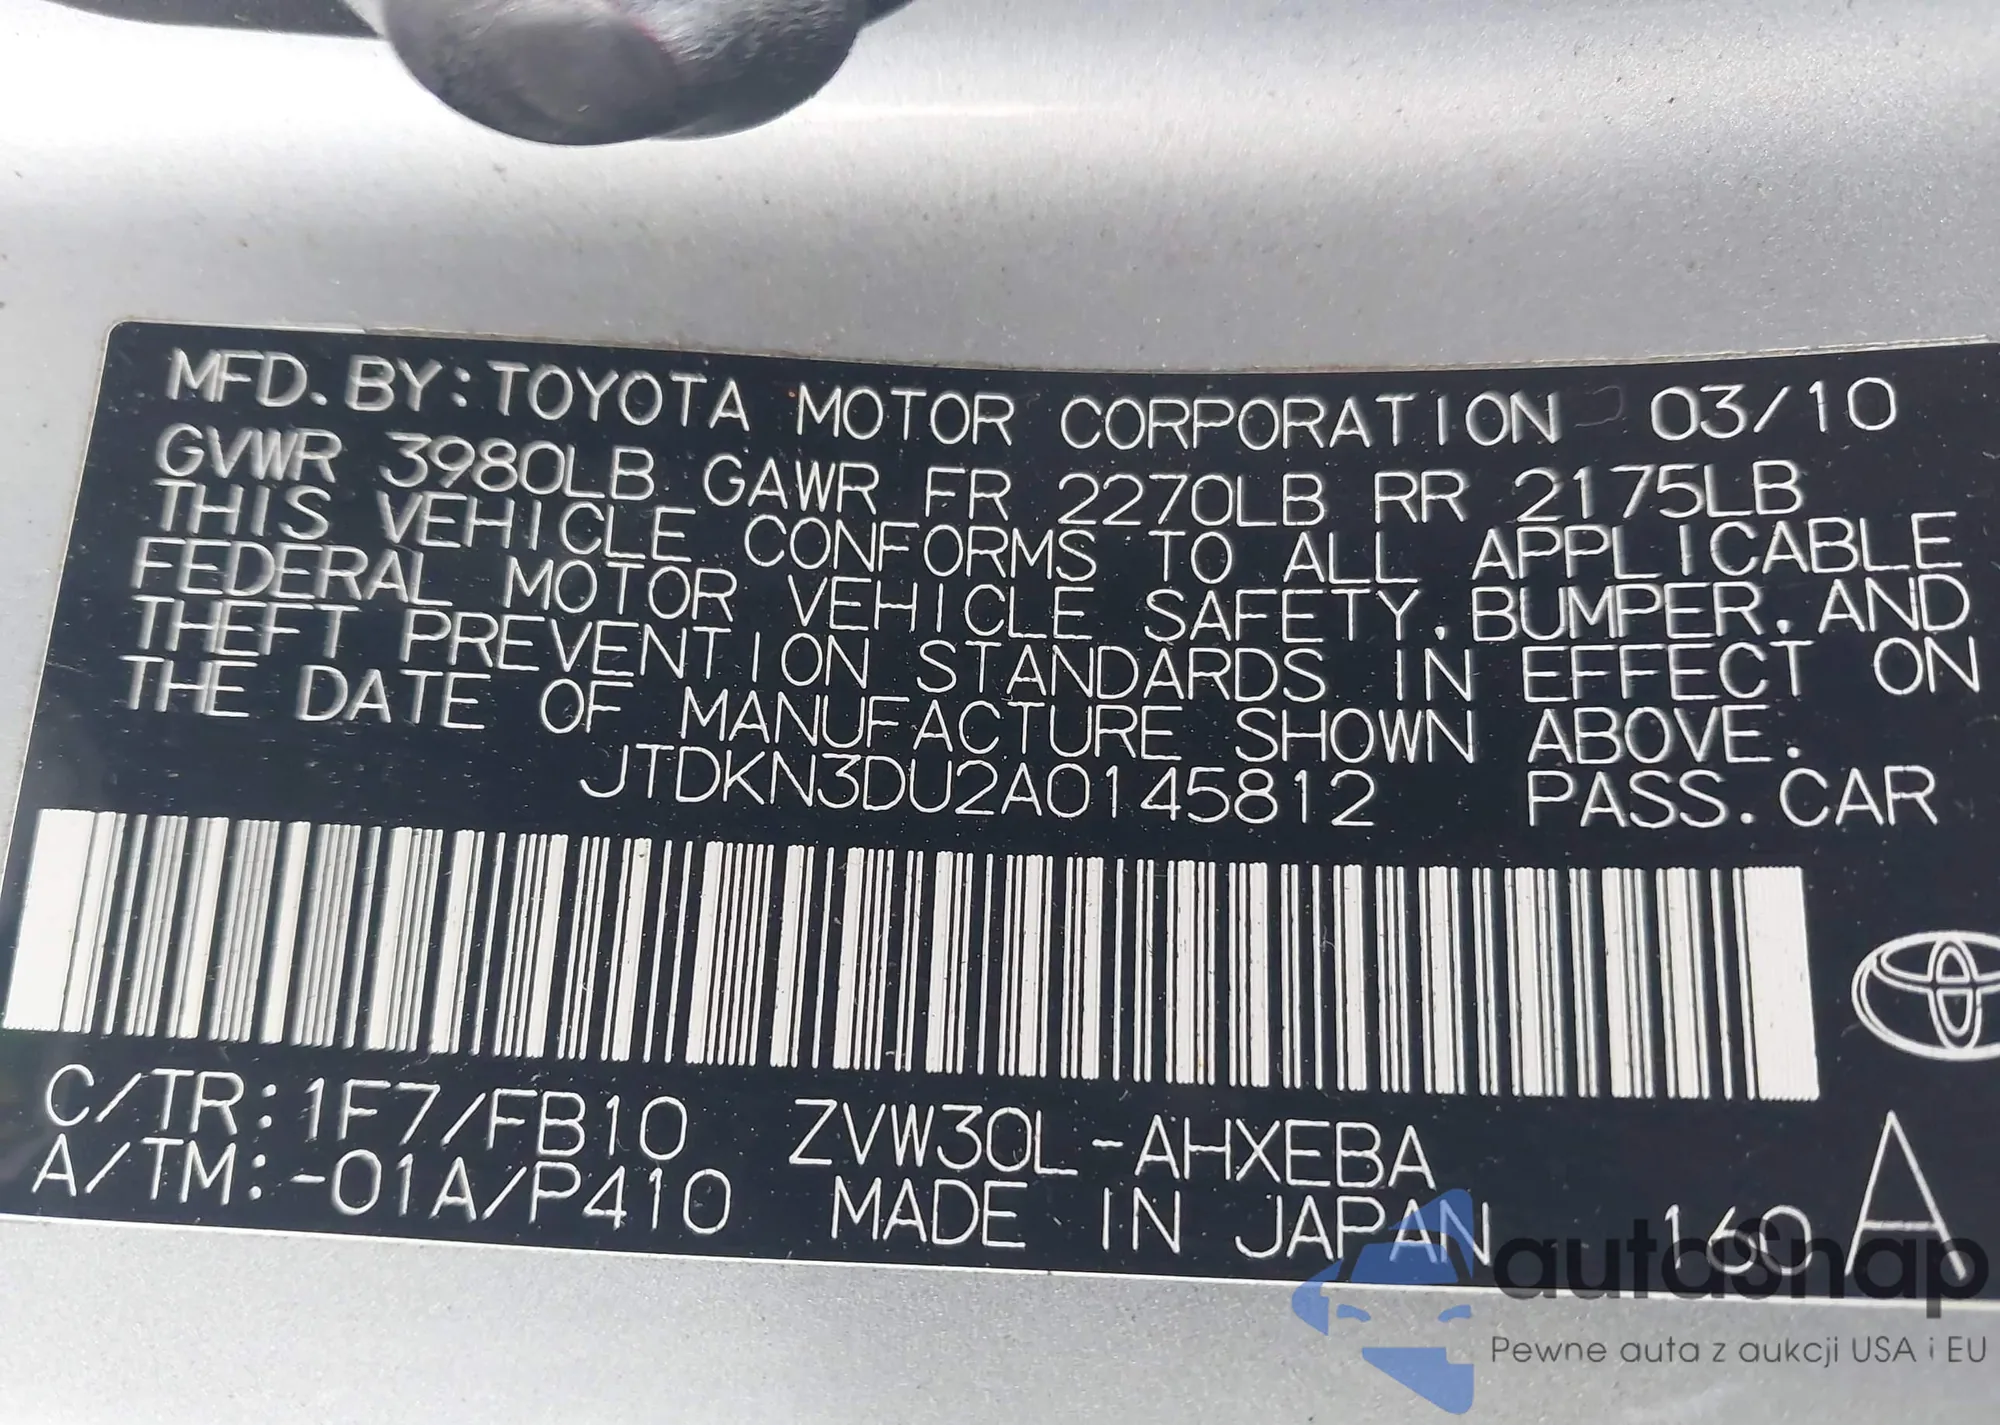 MFD. BY: TOYOTA MOTOR CORPORATION 03/10
GVWR 3980LB GAWR FR 2270LB RR 2175LB
THIS VEHICLE CONFORMS TO ALL APPLICABLE
FEDERAL MOTOR VEHICLE SAFETY, BUMPER, AND
THEFT PREVENTION STANDARDS IN EFFECT ON
THE DATE OF MANUFACTURE SHOWN ABOVE.
JTDKN3DU2A0145812 PASS. CAR
C/TR: 1F7/FB10 ZVW30L-AHXEBA
A/TM: -01A/P410 MADE IN JAPAN 160 A
autosnap
Pewne auta z aukcji USA i EU